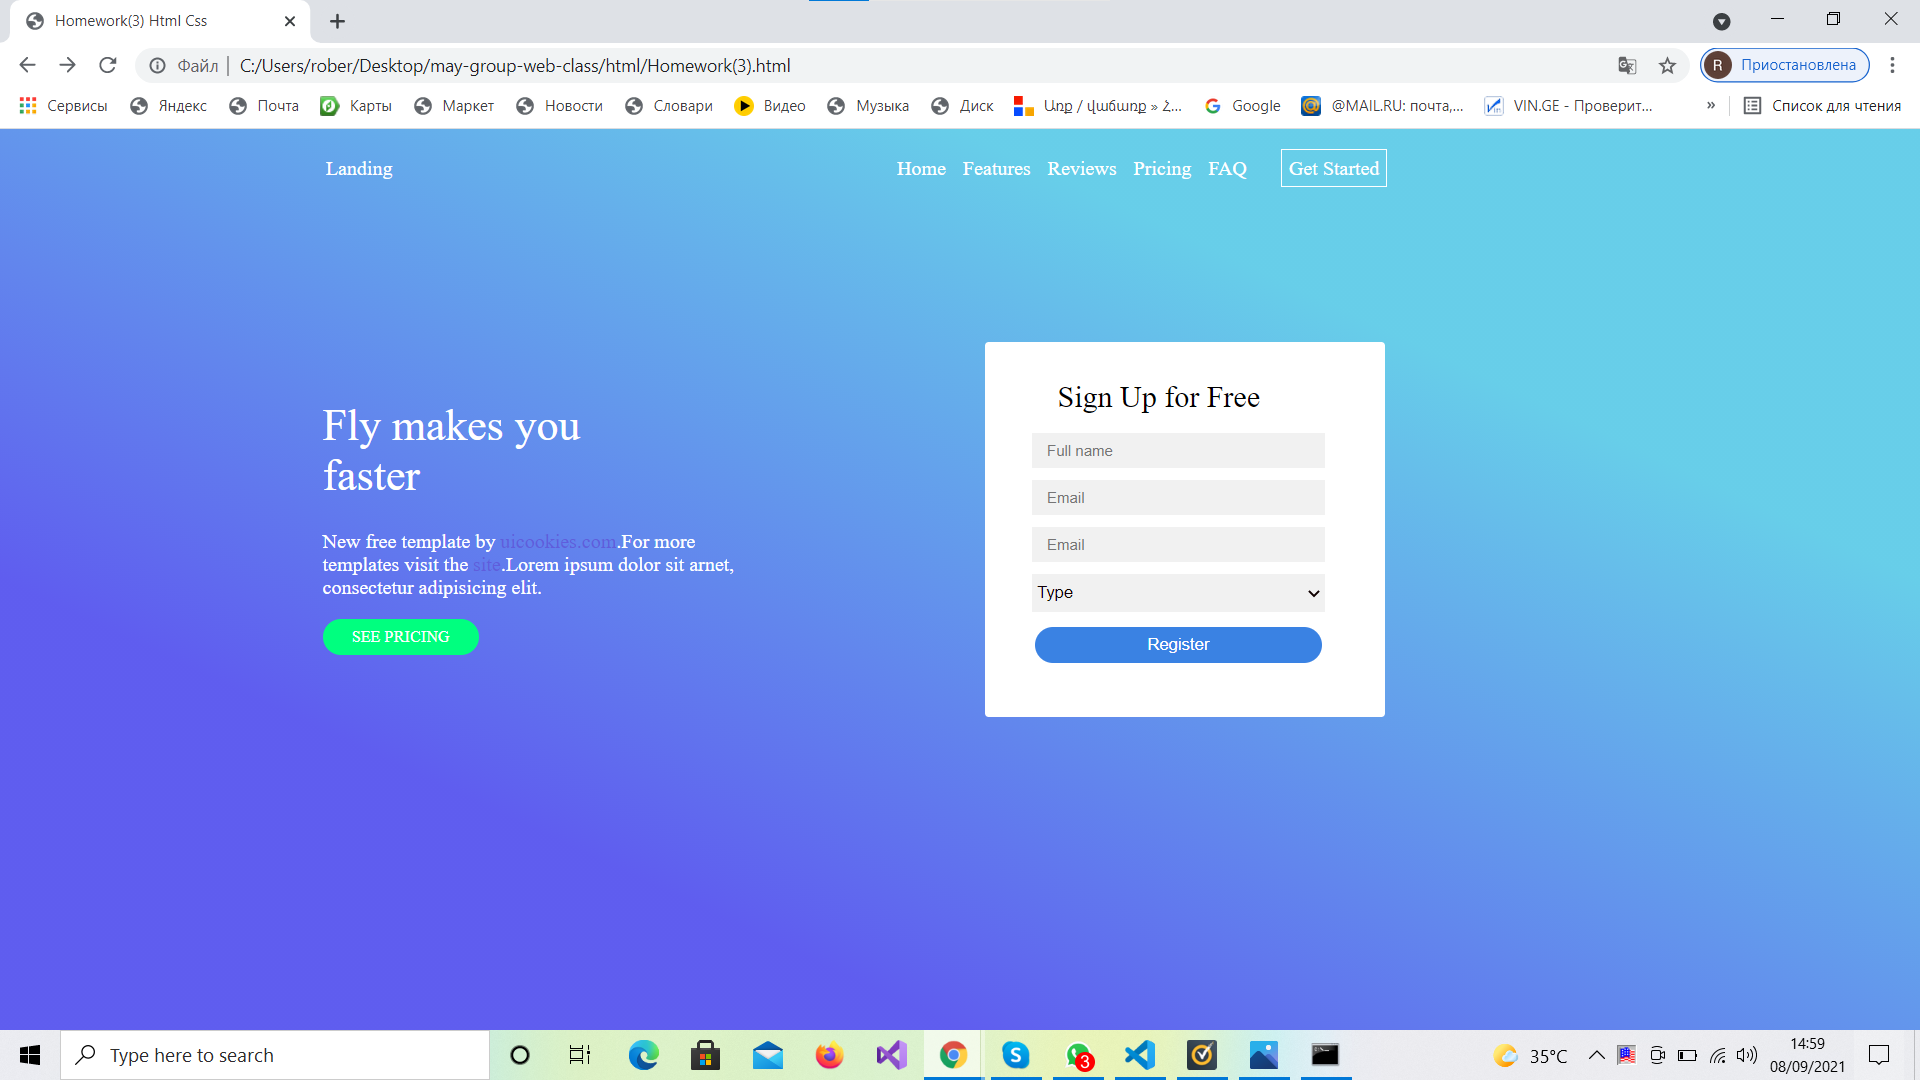 Homework(3) Html Css
Файл | C:/Users/rober/Desktop/may-group-web-class/html/Homework(3).html
R Приостановлена
Сервисы Яндекс Почта Карты Маркет Новости Словари Видео Музыка Диск Առք / վաճառք » Հ... Google @MAIL.RU: почта,... VIN.GE - Проверит... » Список для чтения
Landing Home Features Reviews Pricing FAQ Get Started
Fly makes you
faster
New free template by uicookies.com.For more
templates visit the site.Lorem ipsum dolor sit arnet,
consectetur adipisicing elit.
SEE PRICING
Sign Up for Free
Full name
Email
Email
Type
Register
Type here to search
3
35°C
14:59
08/09/2021